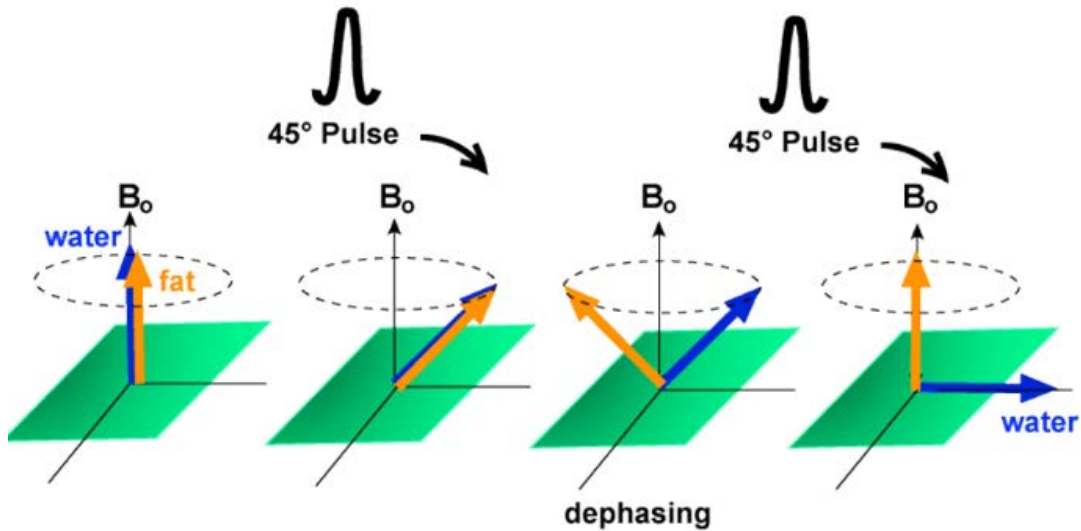 45° Pulse
45° Pulse
Bₒ
Bₒ
Bₒ
Bₒ
water
fat
water
dephasing